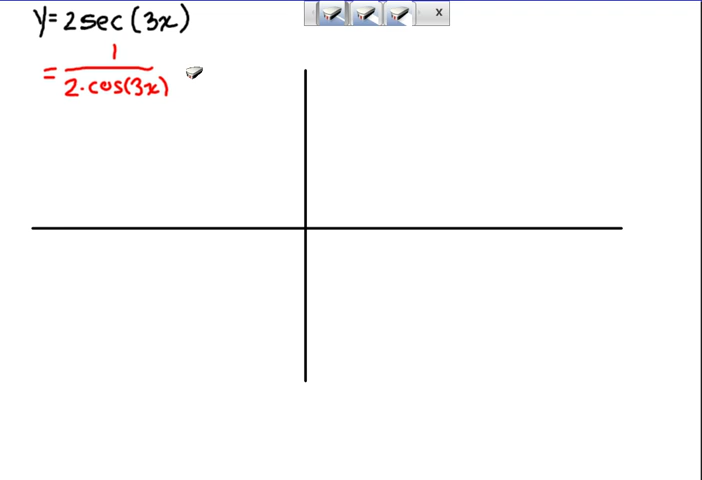 y=2sec(3x)
= 1/(2·cos(3x))
x